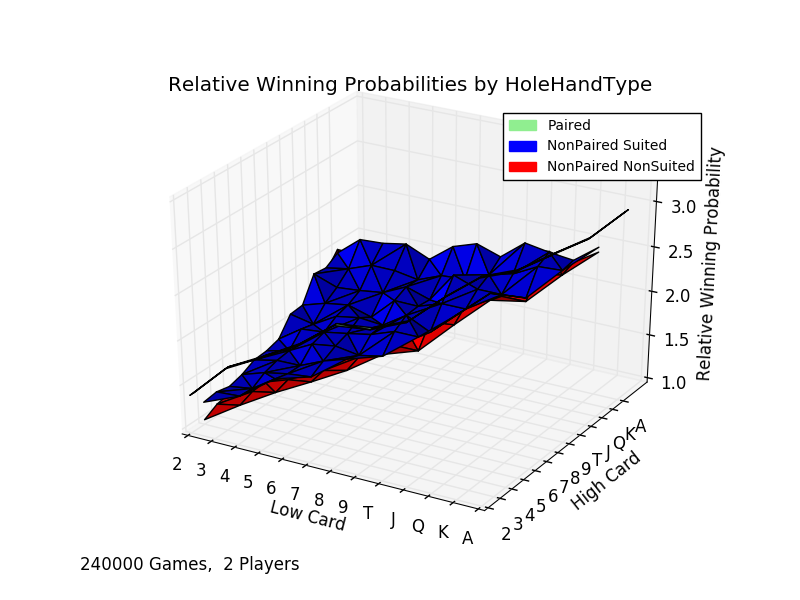 Relative Winning Probabilities by HoleHandType
Paired
NonPaired Suited
NonPaired NonSuited
3.0
2.5
2.0
1.5
1.0
Relative Winning Probability
2 3 4 5 6 7 8 9 T J Q K A
Low Card
2 3 4 5 6 7 8 9 T J Q K A
High Card
240000 Games,  2 Players